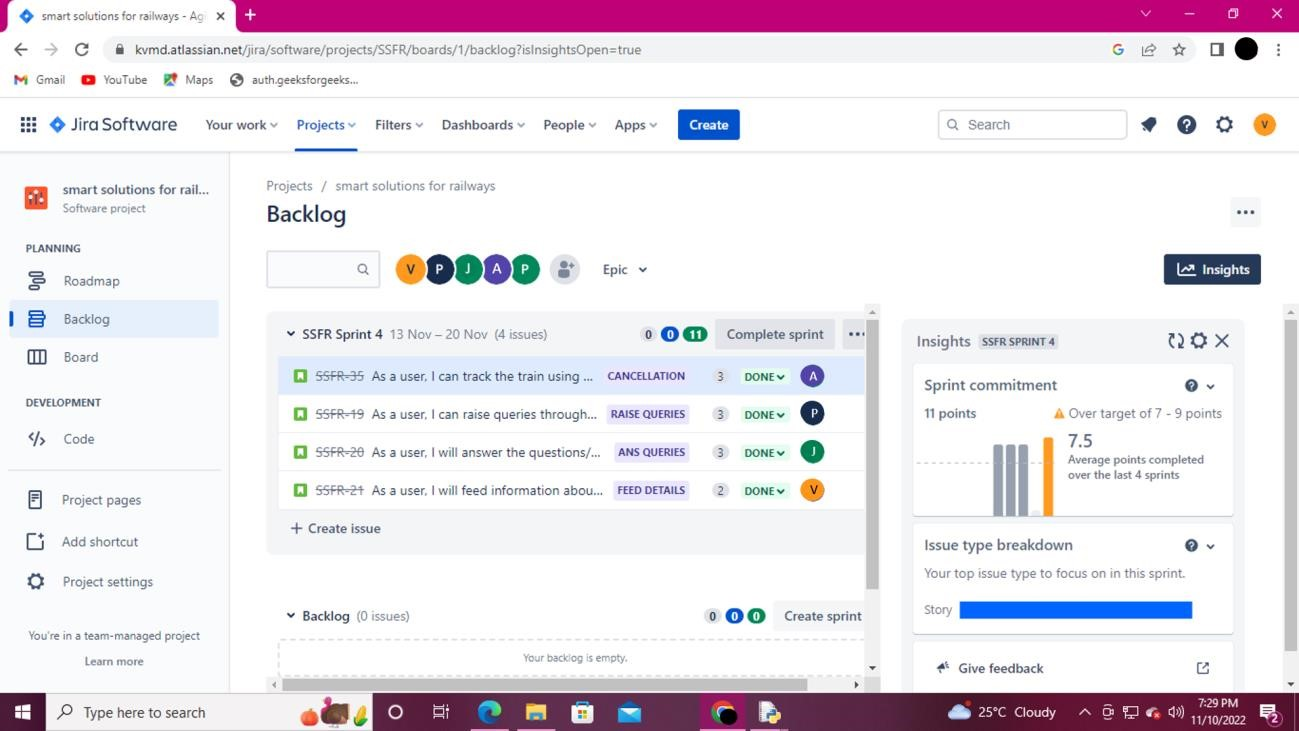 smart solutions for railways - Agi
kvmd.atlassian.net/jira/software/projects/SSFR/boards/1/backlog?isInsightsOpen=true
Gmail YouTube Maps auth.geeksforgeeks...
Jira Software Your work Projects Filters Dashboards People Apps Create Search V
smart solutions for rail...
Software project
PLANNING
Roadmap
Backlog
Board
DEVELOPMENT
Code
Project pages
Add shortcut
Project settings
You're in a team-managed project
Learn more
Projects / smart solutions for railways
Backlog
V P J A P Epic Insights
SSFR Sprint 4 13 Nov – 20 Nov (4 issues) 0 0 11 Complete sprint
SSFR-35 As a user, I can track the train using ... CANCELLATION 3 DONE A
SSFR-19 As a user, I can raise queries through... RAISE QUERIES 3 DONE P
SSFR-20 As a user, I will answer the questions/... ANS QUERIES 3 DONE J
SSFR-21 As a user, I will feed information abou... FEED DETAILS 2 DONE V
+ Create issue
Backlog (0 issues) 0 0 0 Create sprint
Your backlog is empty.
Insights SSFR SPRINT 4
Sprint commitment
11 points Over target of 7 - 9 points
7.5
Average points completed
over the last 4 sprints
Issue type breakdown
Your top issue type to focus on in this sprint.
Story
Give feedback
Type here to search 25°C Cloudy 7:29 PM
11/10/2022 2